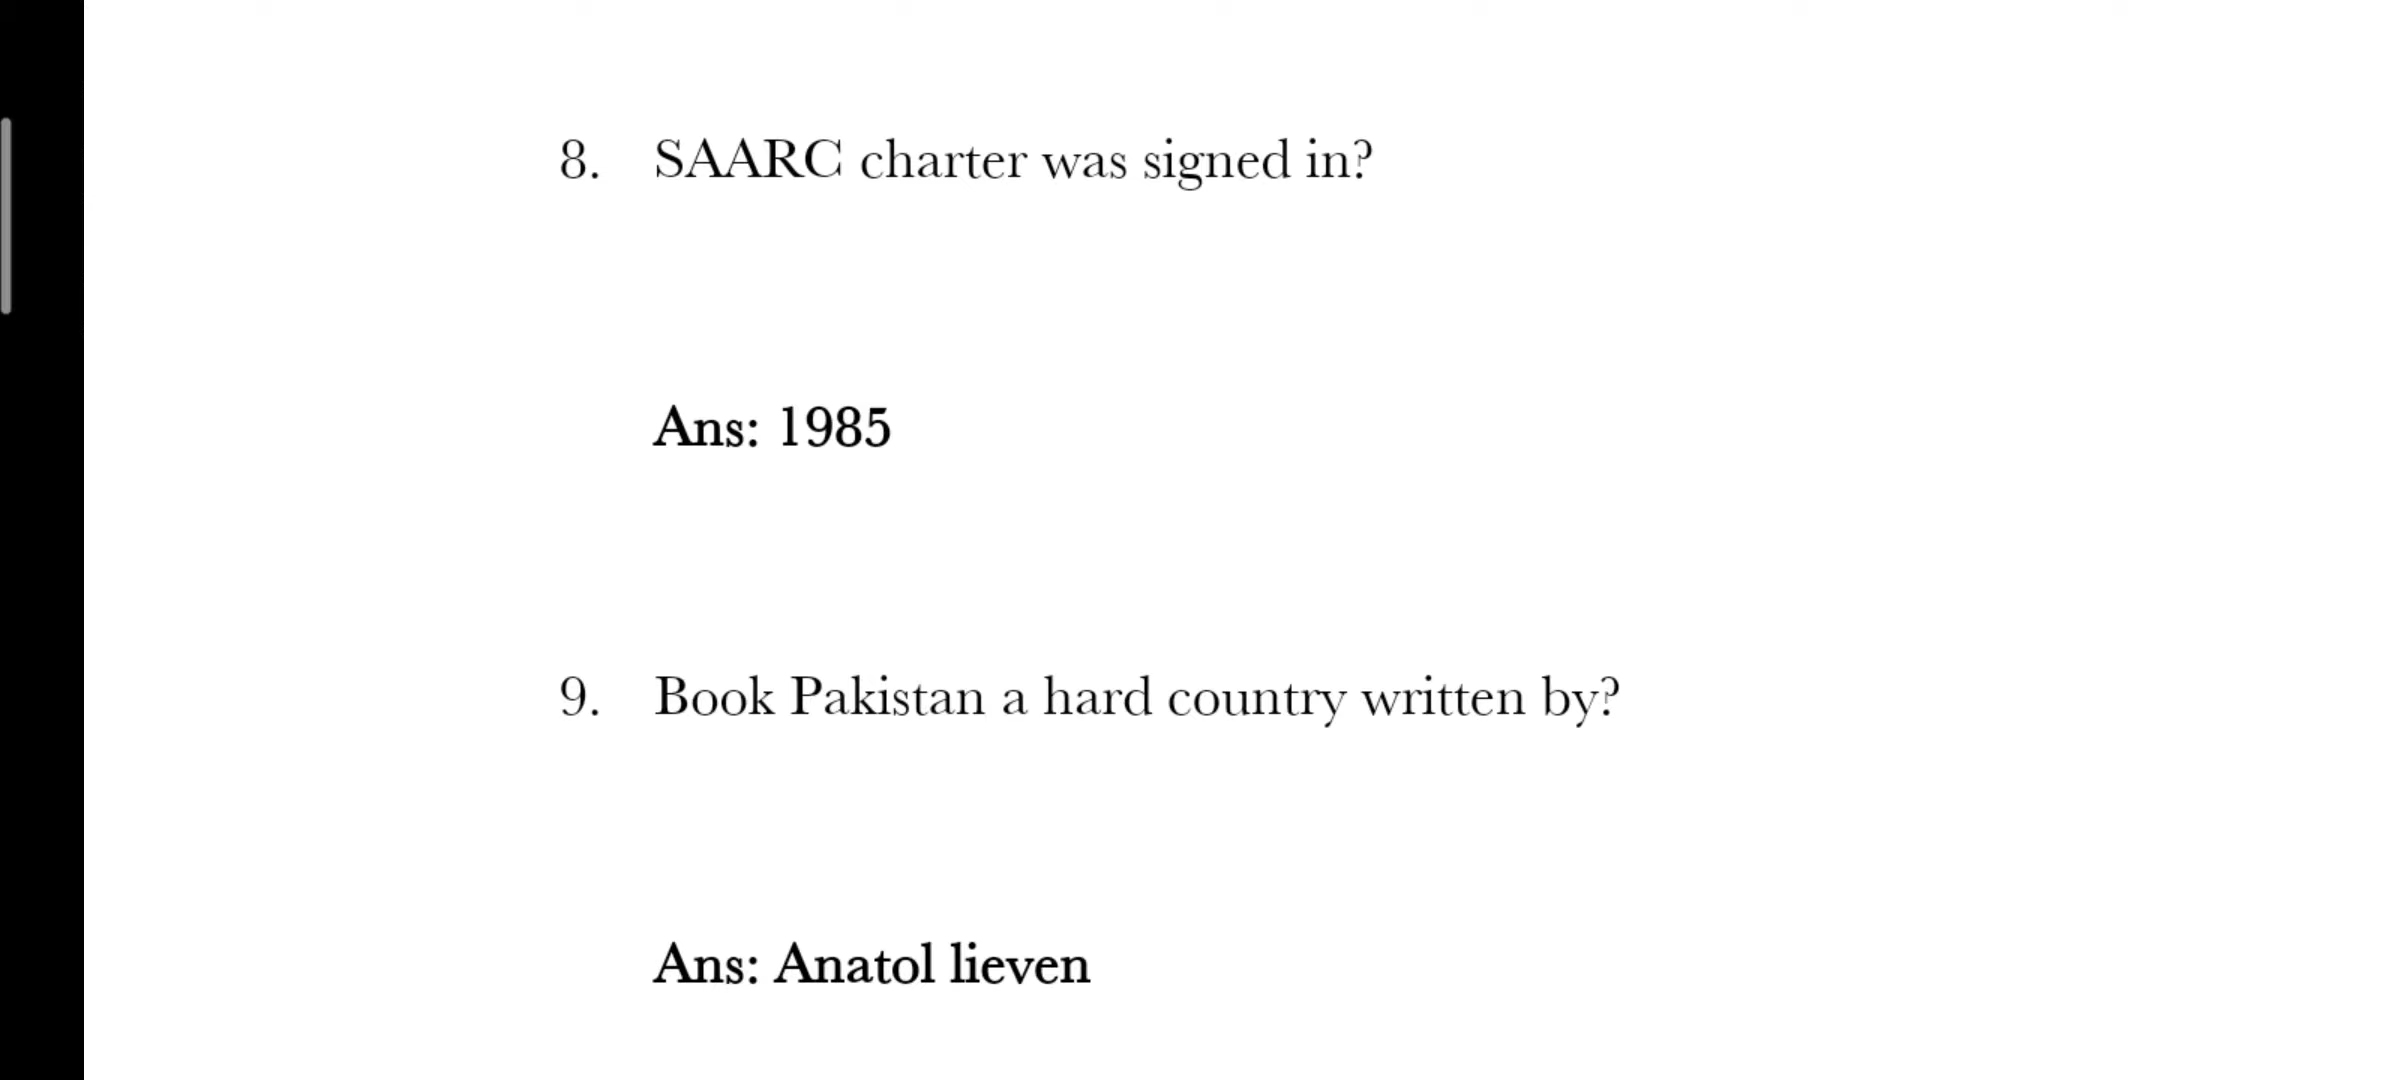 8. SAARC charter was signed in?
Ans: 1985
9. Book Pakistan a hard country written by?
Ans: Anatol lieven